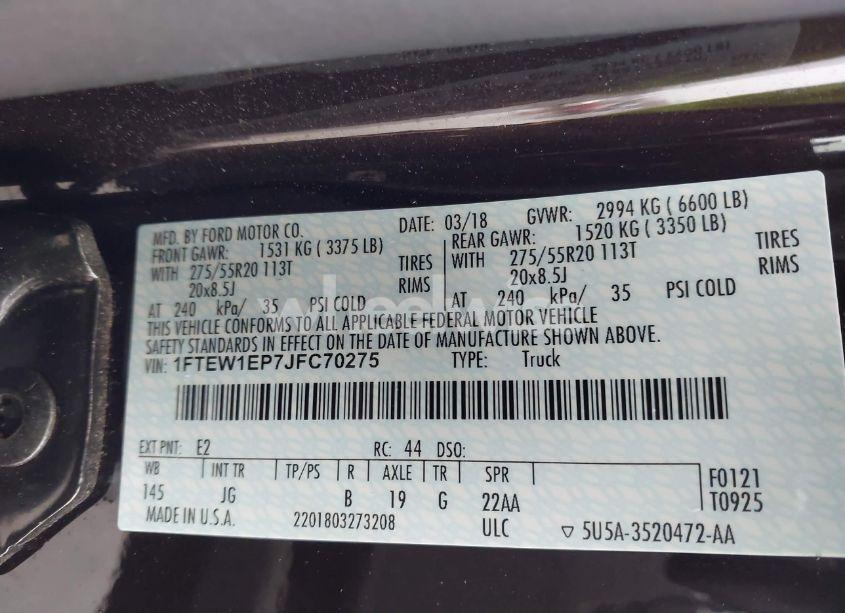 MFD. BY FORD MOTOR CO.
DATE: 03/18 GVWR: 2994 KG ( 6600 LB)
FRONT GAWR: 1531 KG ( 3375 LB)
WITH 275/55R20 113T TIRES
20x8.5J RIMS
AT 240 kPa/ 35 PSI COLD
REAR GAWR: 1520 KG ( 3350 LB)
WITH 275/55R20 113T TIRES
20x8.5J RIMS
AT 240 kPa/ 35 PSI COLD
THIS VEHICLE CONFORMS TO ALL APPLICABLE FEDERAL MOTOR VEHICLE
SAFETY STANDARDS IN EFFECT ON THE DATE OF MANUFACTURE SHOWN ABOVE.
VIN: 1FTEW1EP7JFC70275 TYPE: Truck
EXT PNT: E2 RC: 44 DSO:
WB INT TR TP/PS R AXLE TR SPR
145 JG B 19 G 22AA
F0121
T0925
MADE IN U.S.A. 2201803273208 ULC ▽ 5U5A-3520472-AA